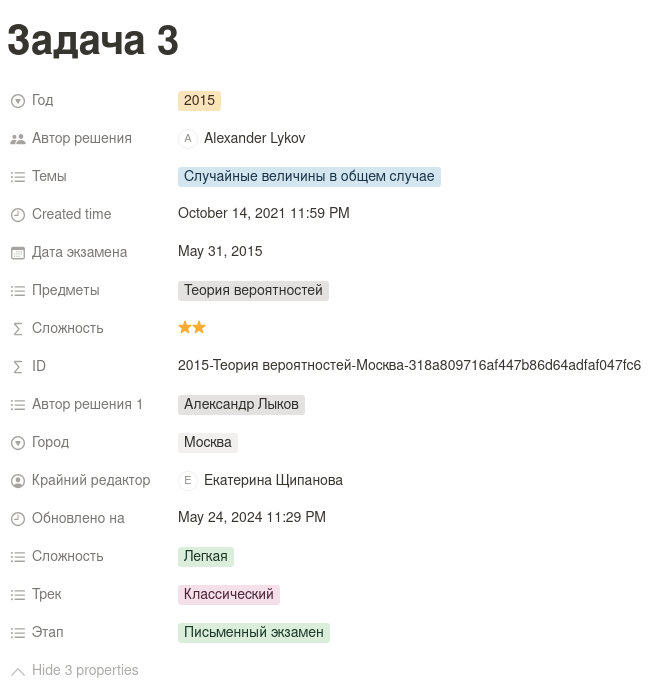 Задача 3
Год 2015
Автор решения A Alexander Lykov
Темы Случайные величины в общем случае
Created time October 14, 2021 11:59 PM
Дата экзамена May 31, 2015
Предметы Теория вероятностей
Сложность ⭐⭐
ID 2015-Теория вероятностей-Москва-318a809716af447b86d64adfaf047fc6
Автор решения 1 Александр Лыков
Город Москва
Крайний редактор E Екатерина Щипанова
Обновлено на May 24, 2024 11:29 PM
Сложность Легкая
Трек Классический
Этап Письменный экзамен
Hide 3 properties